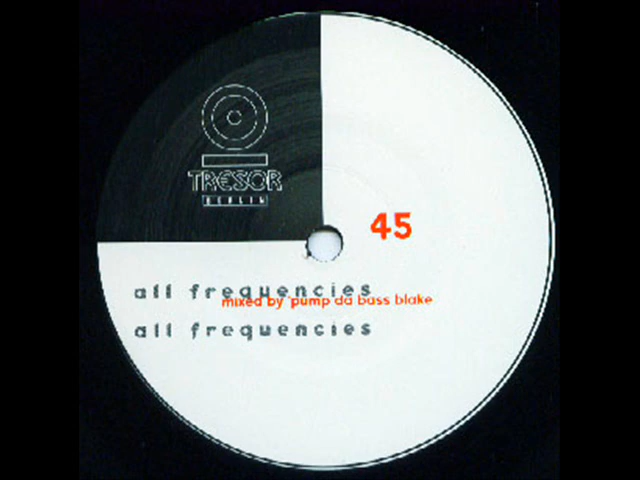 TRESOR
BERLIN
45
all frequencies
mixed by 'pump da bass blake
all frequencies